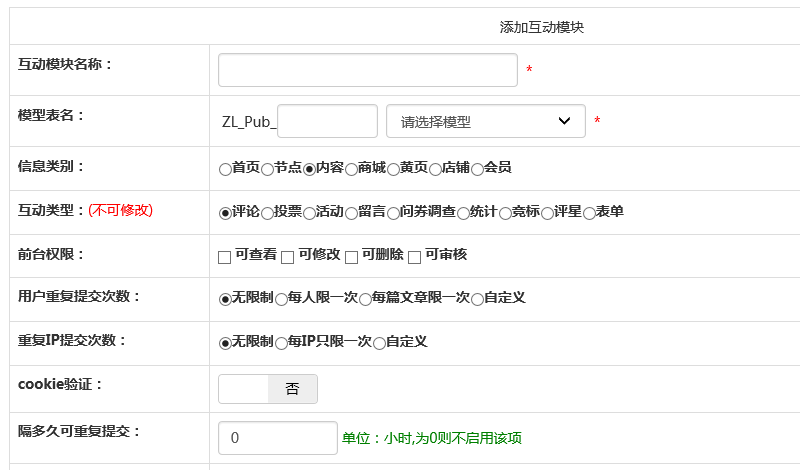 添加互动模块
互动模块名称： *
模型表名： ZL_Pub_ 请选择模型 *
信息类别： 首页 节点 内容 商城 黄页 店铺 会员
互动类型：(不可修改) 评论 投票 活动 留言 问券调查 统计 竞标 评星 表单
前台权限： 可查看 可修改 可删除 可审核
用户重复提交次数： 无限制 每人限一次 每篇文章限一次 自定义
重复IP提交次数： 无限制 每IP只限一次 自定义
cookie验证： 否
隔多久可重复提交： 0 单位：小时,为0则不启用该项